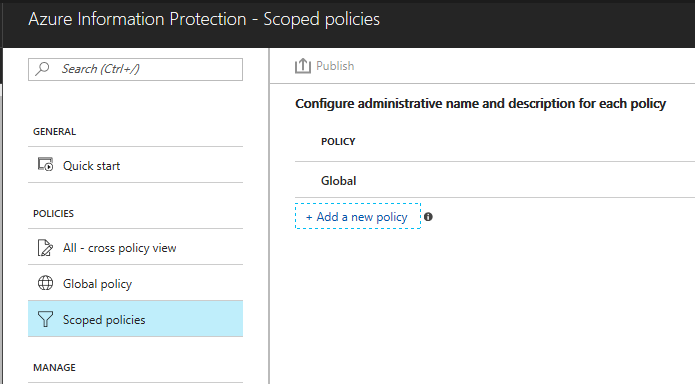 Azure Information Protection - Scoped policies
Search (Ctrl+/)
GENERAL
Quick start
POLICIES
All - cross policy view
Global policy
Scoped policies
MANAGE
Publish
Configure administrative name and description for each policy
POLICY
Global
+ Add a new policy